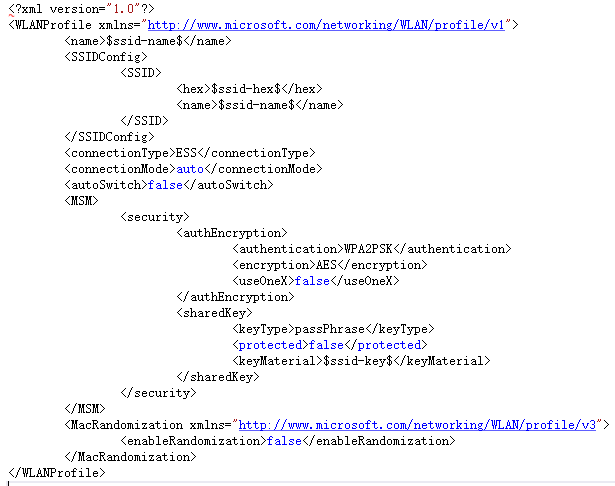 <?xml version="1.0"?>
<WLANProfile xmlns="http://www.microsoft.com/networking/WLAN/profile/v1">
<name>$ssid-name$</name>
<SSIDConfig>
<SSID>
<hex>$ssid-hex$</hex>
<name>$ssid-name$</name>
</SSID>
</SSIDConfig>
<connectionType>ESS</connectionType>
<connectionMode>auto</connectionMode>
<autoSwitch>false</autoSwitch>
<MSM>
<security>
<authEncryption>
<authentication>WPA2PSK</authentication>
<encryption>AES</encryption>
<useOneX>false</useOneX>
</authEncryption>
<sharedKey>
<keyType>passPhrase</keyType>
<protected>false</protected>
<keyMaterial>$ssid-key$</keyMaterial>
</sharedKey>
</security>
</MSM>
<MacRandomization xmlns="http://www.microsoft.com/networking/WLAN/profile/v3">
<enableRandomization>false</enableRandomization>
</MacRandomization>
</WLANProfile>